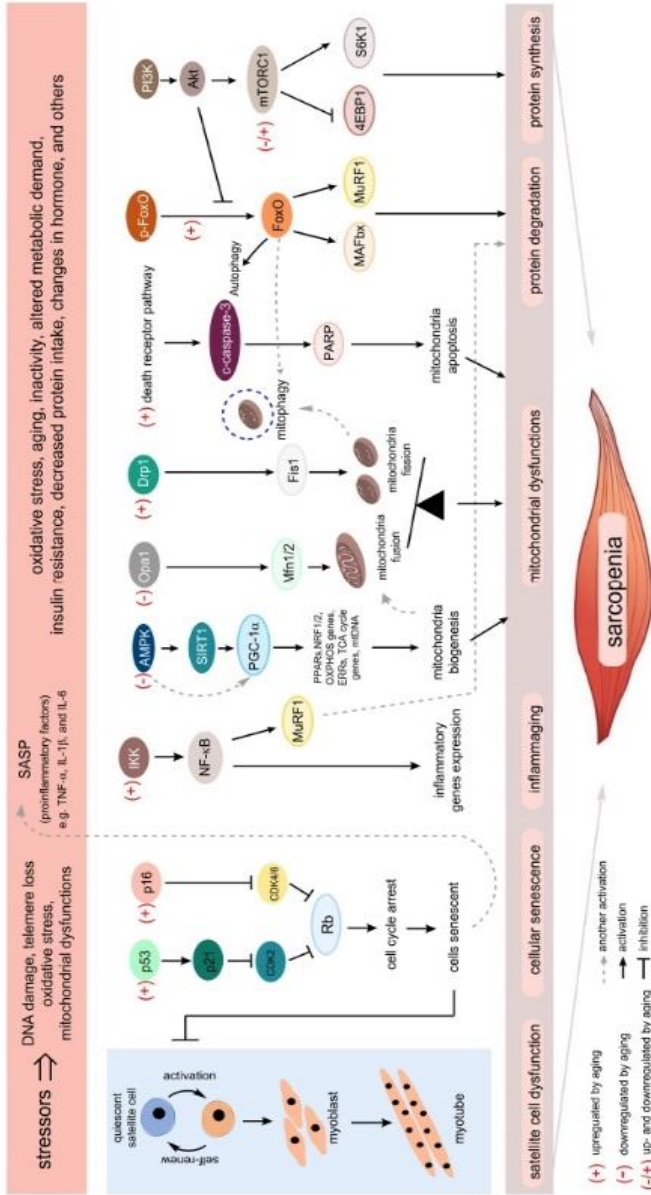 stressors ⇒
DNA damage, telemere loss
oxidative stress,
mitochondrial dysfunctions
SASP
(proinflammatory factors)
e.g. TNF-α, IL-1β, and IL-6
oxidative stress, aging, inactivity, altered metabolic demand,
insulin resistance, decreased protein intake, changes in hormone, and others
quiescent
satellite cell
activation
self-renew
myoblast
myotube
(+) p53
p21
CDK2
(+) p16
CDK4/6
Rb
cell cycle arrest
cells senescent
(+) IKK
NF-κB
MuRF1
inflammatory
genes expression
(-) AMPK
SIRT1
PGC-1α
PPARs,NRF1/2,
OXPHOS genes,
ERRs, TCA cycle
genes, mtDNA
mitochondria
biogenesis
(-) Opa1
Mfn1/2
mitochondria
fusion
(+) Drp1
Fis1
mitochondria
fission
mitophagy
(+) death receptor pathway
c-caspase-3
PARP
mitochondria
apoptosis
Autophagy
p-FoxO
(+)
FoxO
MAFbx
MuRF1
PI3K
Akt
(-/+) mTORC1
4EBP1
S6K1
satellite cell dysfunction
cellular senescence
inflammaging
mitochondrial dysfunctions
protein degradation
protein synthesis
sarcopenia
(+) upreguated by aging
(-) downregulated by aging
(-/+) up- and downregulated by aging
another activation
activation
inhibition